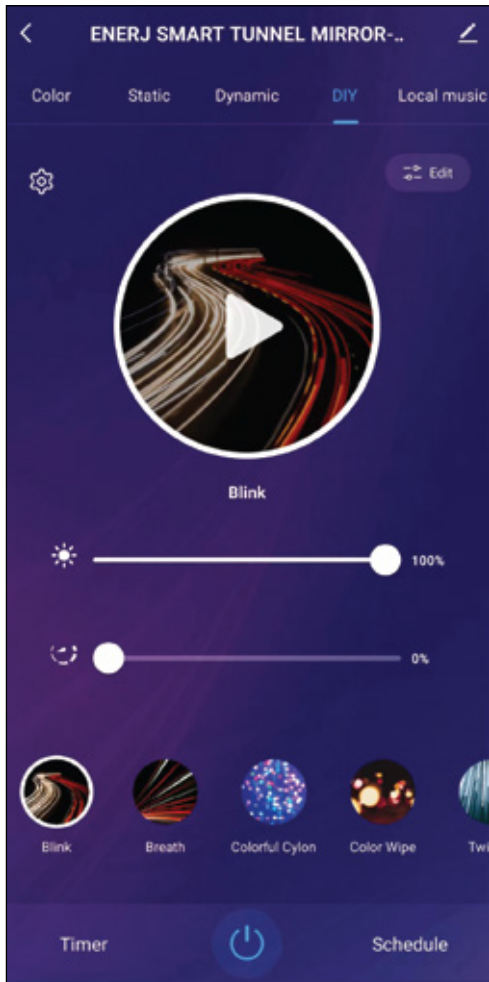 ENERJ SMART TUNNEL MIRROR-..
Color Static Dynamic DIY Local music
Edit
Blink
100%
0%
Blink Breath Colorful Cylon Color Wipe Twi
Timer Schedule